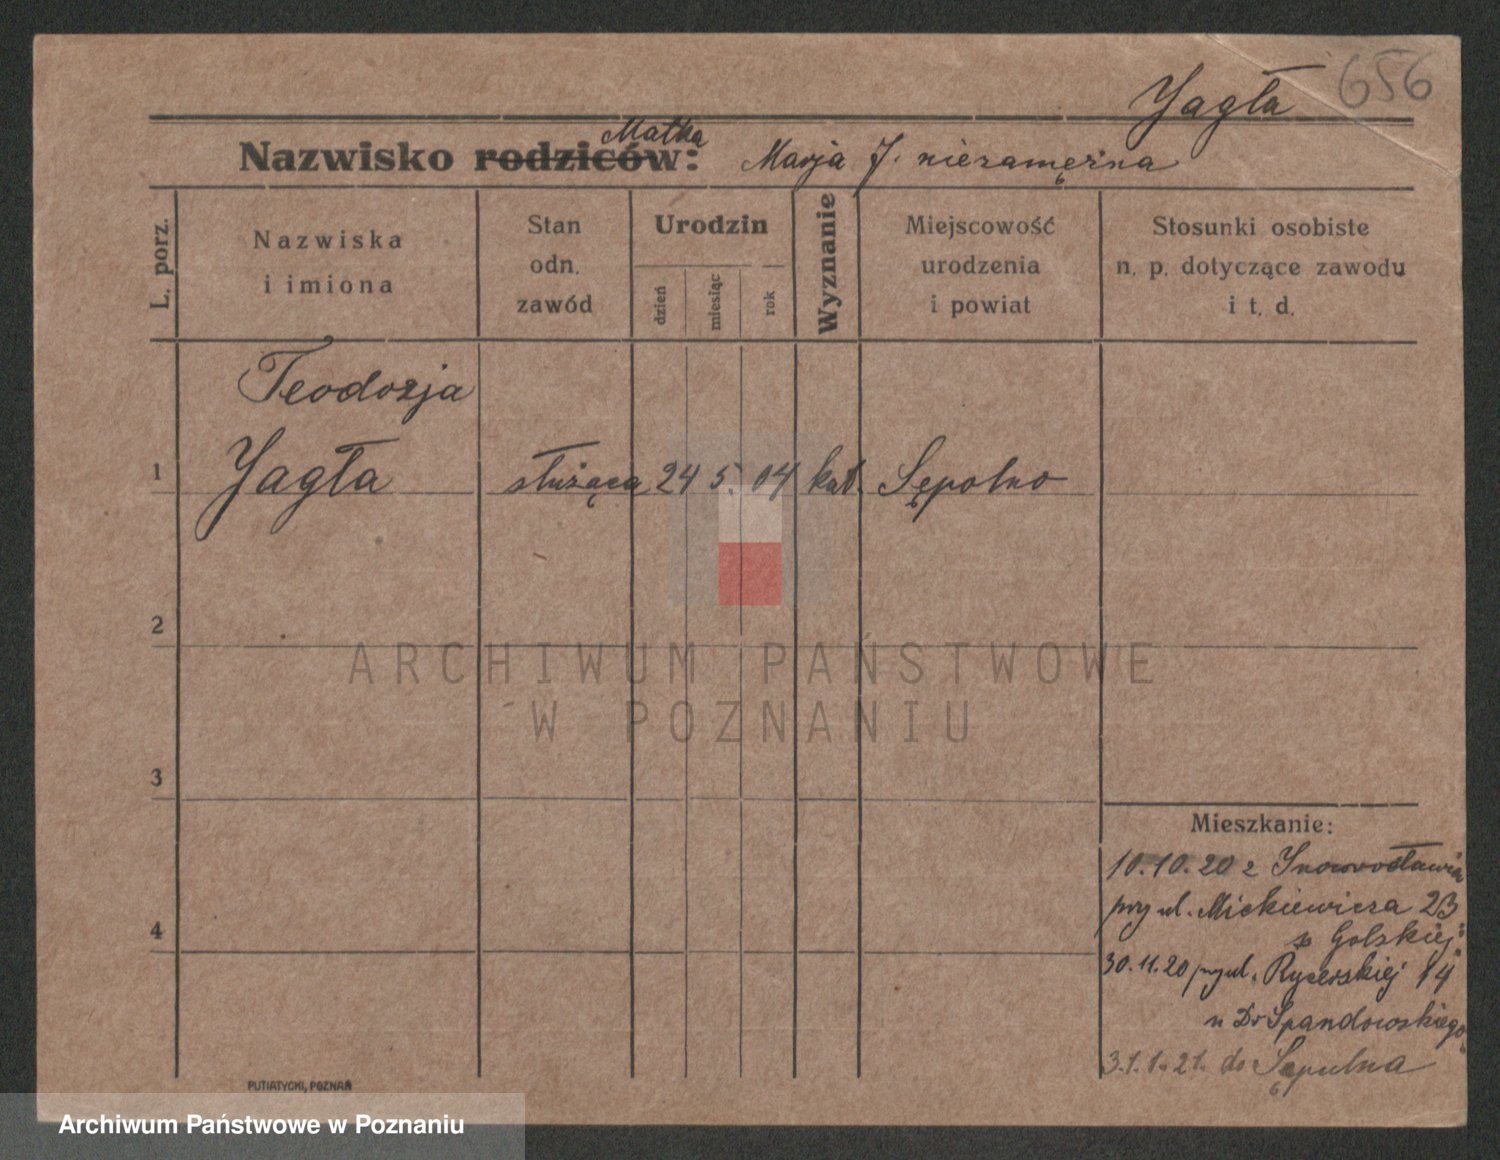 656
Yagła
Matka
Nazwisko rodziców: Marja J. niezamężna
L. porz.
Nazwiska
i imiona
Stan
odn.
zawód
Urodzin
dzień
miesiąc
rok
Wyznanie
Miejscowość
urodzenia
i powiat
Stosunki osobiste
n. p. dotyczące zawodu
i t. d.
Teodozja
1 Yagła służąca 24 5. 04 kat. Sępolno
2
ARCHIWUM PAŃSTWOWE
W POZNANIU
3
Mieszkanie:
10.10.20 z Inowrocławia
przy ul. Mickiewicza 23
Golskiej.
4
30.11.20 przy ul. Rycerskiej 14
u Dr Spandowskiego
31.1.21. do Sępulna
PUTIATYCKI, POZNAŃ
Archiwum Państwowe w Poznaniu